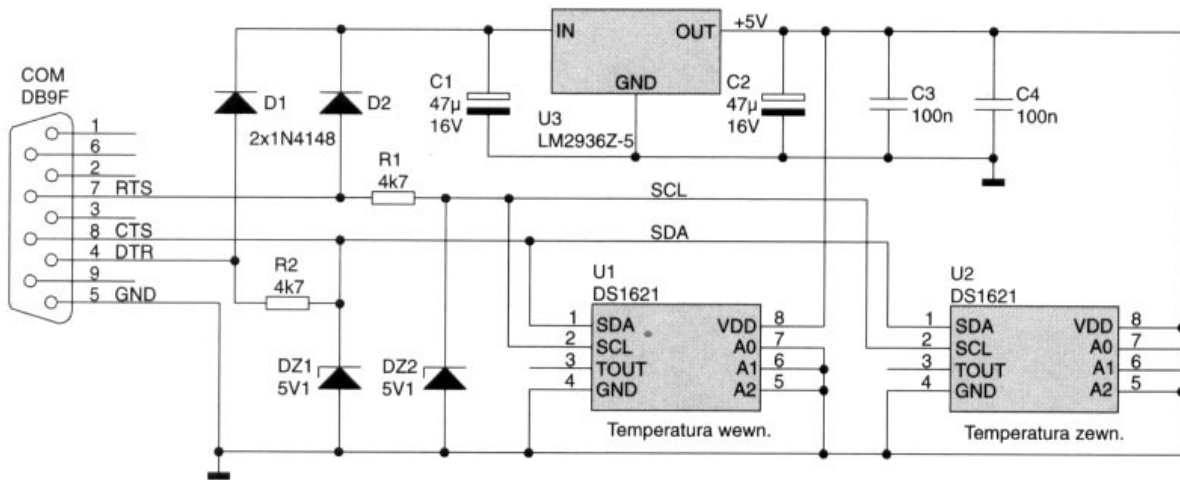 COM
DB9F
1
6
2
7 RTS
3
8 CTS
4 DTR
9
5 GND
D1
D2
2x1N4148
R1
4k7
R2
4k7
C1
47µ
16V
IN
OUT
GND
U3
LM2936Z-5
+5V
C2
47µ
16V
C3
100n
C4
100n
SCL
SDA
DZ1
5V1
DZ2
5V1
U1
DS1621
1 SDA VDD 8
2 SCL A0 7
3 TOUT A1 6
4 GND A2 5
Temperatura wewn.
U2
DS1621
1 SDA VDD 8
2 SCL A0 7
3 TOUT A1 6
4 GND A2 5
Temperatura zewn.